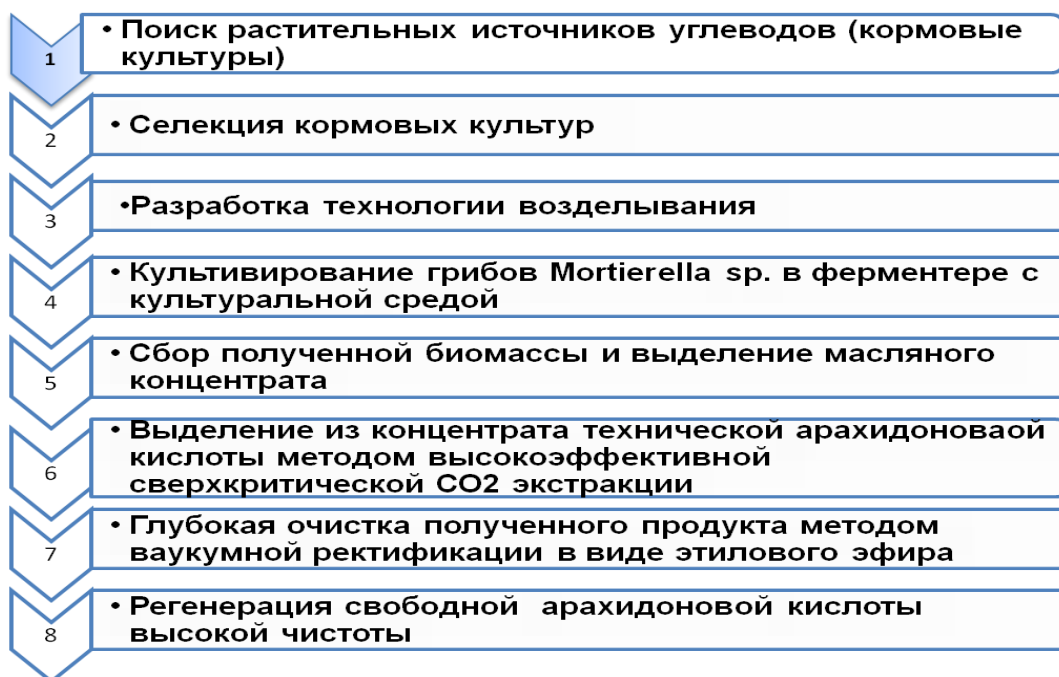 1
• Поиск растительных источников углеводов (кормовые
культуры)
2
• Селекция кормовых культур
3
•Разработка технологии возделывания
4
• Культивирование грибов Mortierella sp. в ферментере с
культуральной средой
5
• Сбор полученной биомассы и выделение масляного
концентрата
6
• Выделение из концентрата технической арахидоноваой
кислоты методом высокоэффективной
сверхкритической СО2 экстракции
7
• Глубокая очистка полученного продукта методом
ваукумной ректификации в виде этилового эфира
8
• Регенерация свободной арахидоновой кислоты
высокой чистоты